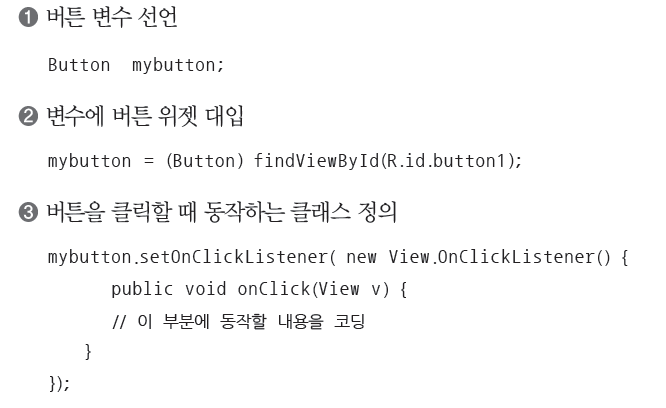 ❶ 버튼 변수 선언
Button  mybutton;
❷ 변수에 버튼 위젯 대입
mybutton = (Button) findViewById(R.id.button1);
❸ 버튼을 클릭할 때 동작하는 클래스 정의
mybutton.setOnClickListener( new View.OnClickListener() {
public void onClick(View v) {
// 이 부분에 동작할 내용을 코딩
}
});